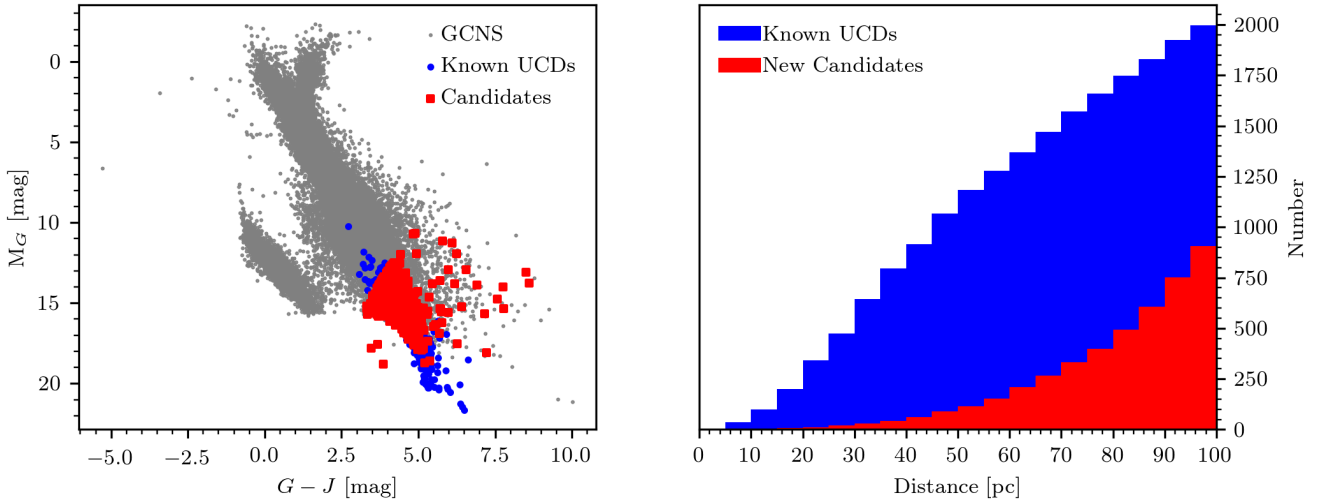 GCNS
Known UCDs
Candidates
0
5
10
15
20
M_G [mag]
−5.0 −2.5 0.0 2.5 5.0 7.5 10.0
G − J [mag]
Known UCDs
New Candidates
2000
1750
1500
1250
1000
750
500
250
0
Number
0 10 20 30 40 50 60 70 80 90 100
Distance [pc]